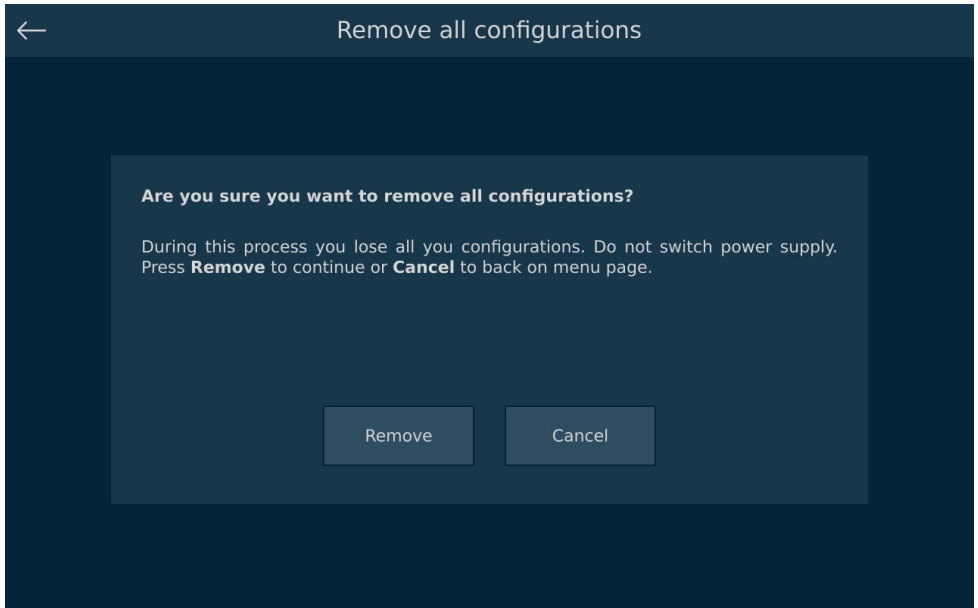 Remove all configurations
Are you sure you want to remove all configurations?
During this process you lose all you configurations. Do not switch power supply.
Press Remove to continue or Cancel to back on menu page.
Remove
Cancel